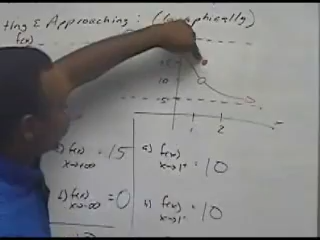 ting & Approaching: (Graphically)
f(x)
15
10
5
1 2
f(x) = 15
x→+∞
a) f(x) = 10
x→1⁺
b) f(x) = 0
x→-∞
b) f(x) = 10
x→1⁻